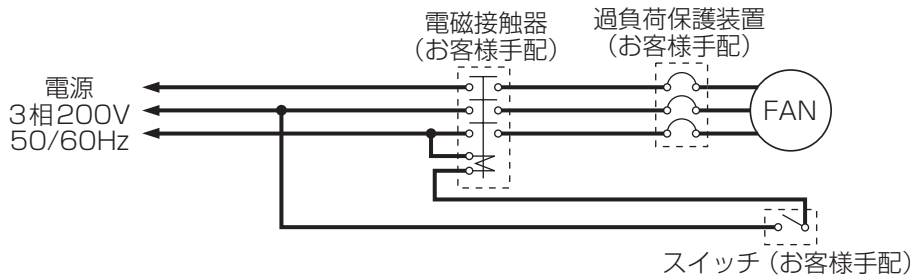 電磁接触器
(お客様手配)
過負荷保護装置
(お客様手配)
電源
3相200V
50/60Hz
FAN
スイッチ(お客様手配)